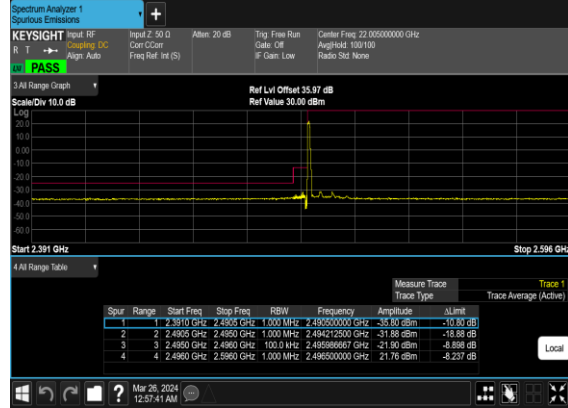 Spectrum Analyzer 1
Spurious Emissions
KEYSIGHT
R T
LW PASS
Input: RF
Coupling: DC
Align: Auto
Input Z: 50 Ω
Corr CCorr
Freq Ref: Int (S)
Atten: 20 dB
Trig: Free Run
Gate: Off
IF Gain: Low
Center Freq: 22.005000000 GHz
Avg|Hold: 100/100
Radio Std: None
3 All Range Graph
Scale/Div 10.0 dB
Ref Lvl Offset 35.97 dB
Ref Value 30.00 dBm
Log
20.0
10.0
0.00
-10.0
-20.0
-30.0
-40.0
-50.0
-60.0
Start 2.391 GHz
Stop 2.596 GHz
4 All Range Table
Measure Trace Trace 1
Trace Type Trace Average (Active)
Spur Range Start Freq Stop Freq RBW Frequency Amplitude ΔLimit
1 1 2.3910 GHz 2.4905 GHz 1.000 MHz 2.490500000 GHz -35.80 dBm -10.80 dB
2 2 2.4905 GHz 2.4950 GHz 1.000 MHz 2.494212500 GHz -31.88 dBm -18.88 dB
3 3 2.4950 GHz 2.4960 GHz 100.0 kHz 2.495986667 GHz -21.90 dBm -8.898 dB
4 4 2.4960 GHz 2.5960 GHz 1.000 MHz 2.496500000 GHz 21.76 dBm -8.237 dB
Local
?
Mar 26, 2024
12:57:41 AM